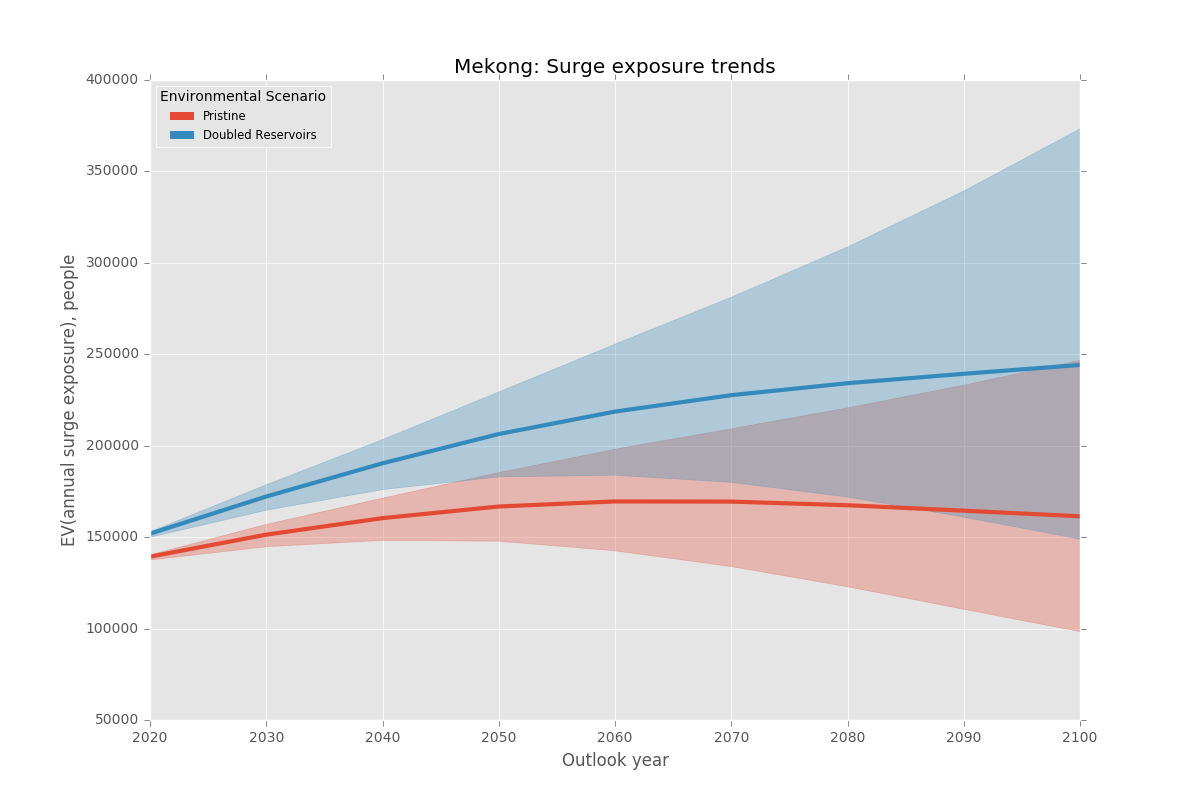 Mekong: Surge exposure trends
400000
350000
300000
250000
200000
150000
100000
50000
EV(annual surge exposure), people
Environmental Scenario
Pristine
Doubled Reservoirs
2020 2030 2040 2050 2060 2070 2080 2090 2100
Outlook year